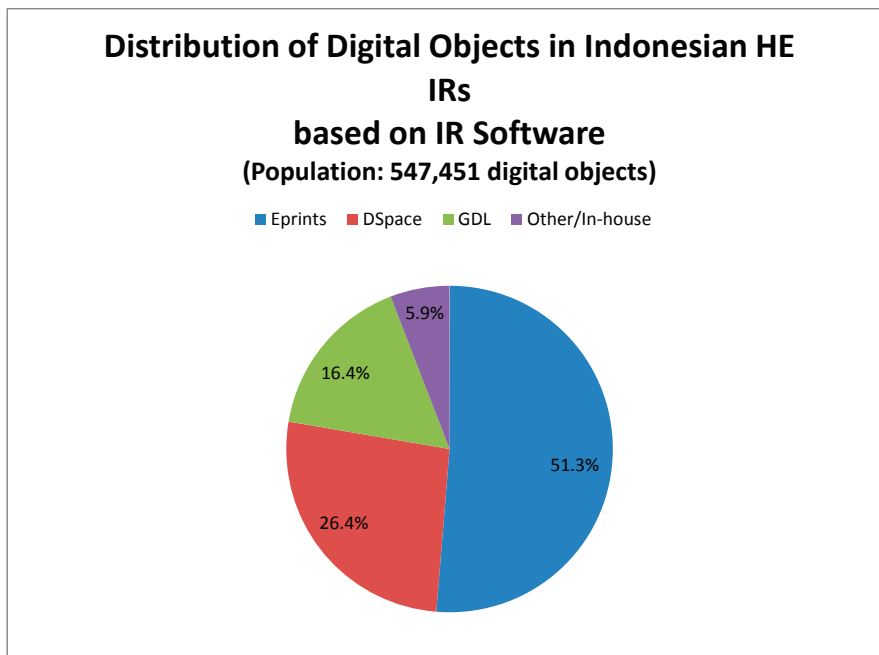 Distribution of Digital Objects in Indonesian HE
IRs
based on IR Software
(Population: 547,451 digital objects)
Eprints DSpace GDL Other/In-house
5.9%
16.4%
51.3%
26.4%